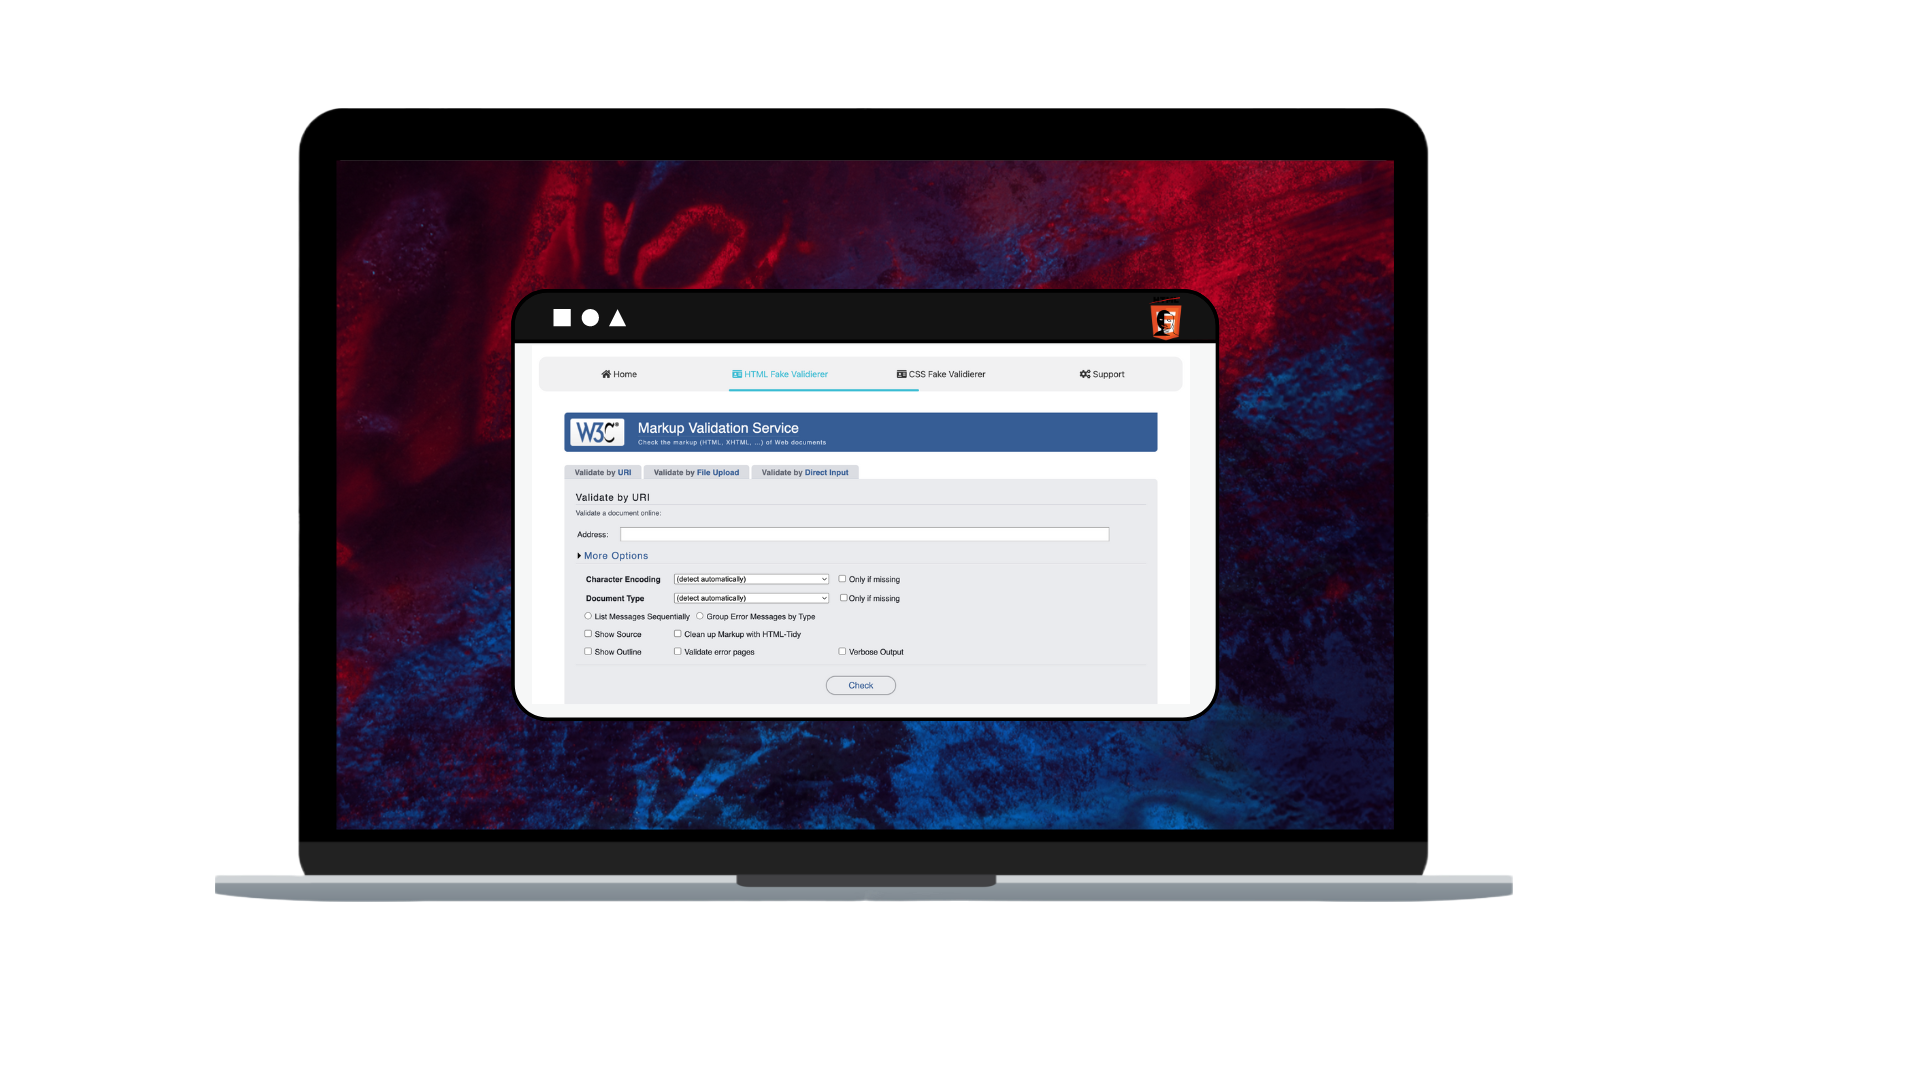 Home HTML Fake Validierer CSS Fake Validierer Support
W3C® Markup Validation Service
Check the markup (HTML, XHTML, ...) of Web documents
Validate by URI Validate by File Upload Validate by Direct Input
Validate by URI
Validate a document online:
Address:
More Options
Character Encoding (detect automatically) Only if missing
Document Type (detect automatically) Only if missing
List Messages Sequentially Group Error Messages by Type
Show Source Clean up Markup with HTML-Tidy
Show Outline Validate error pages Verbose Output
Check